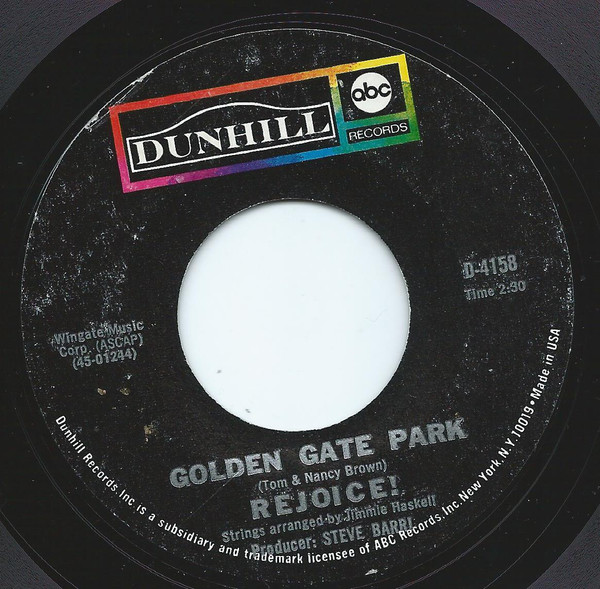 DUNHILL
abc
RECORDS
D-4158
Time 2:30
Wingate Music
Corp. (ASCAP)
(45-01244)
GOLDEN GATE PARK
(Tom & Nancy Brown)
REJOICE!
Strings arranged by Jimmie Haskell
Producer: STEVE BARRI
Dunhill Records, Inc is a subsidiary and trademark licensee of ABC Records, Inc. New York, N.Y. 10019 • Made in USA